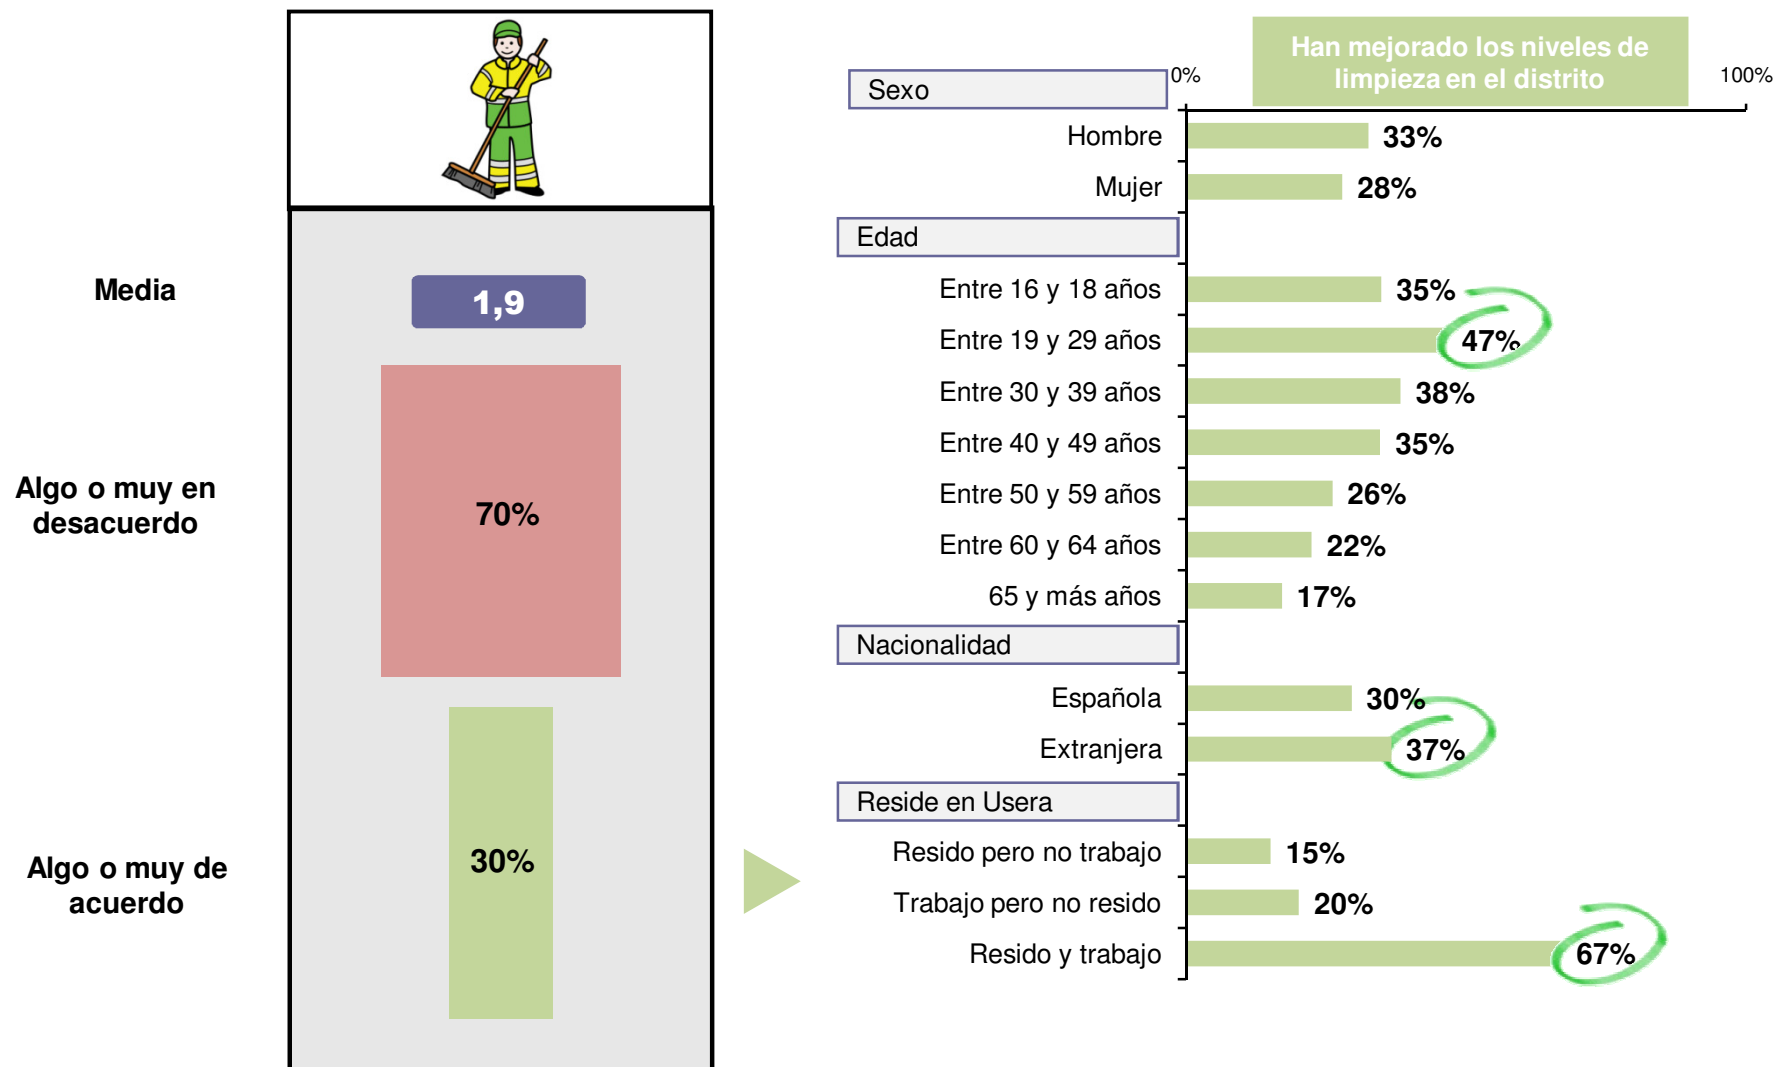 Media
1,9
Algo o muy en
desacuerdo
70%
Algo o muy de
acuerdo
30%
Han mejorado los niveles de
limpieza en el distrito
0%
100%
Sexo
Hombre
33%
Mujer
28%
Edad
Entre 16 y 18 años
35%
Entre 19 y 29 años
47%
Entre 30 y 39 años
38%
Entre 40 y 49 años
35%
Entre 50 y 59 años
26%
Entre 60 y 64 años
22%
65 y más años
17%
Nacionalidad
Española
30%
Extranjera
37%
Reside en Usera
Resido pero no trabajo
15%
Trabajo pero no resido
20%
Resido y trabajo
67%